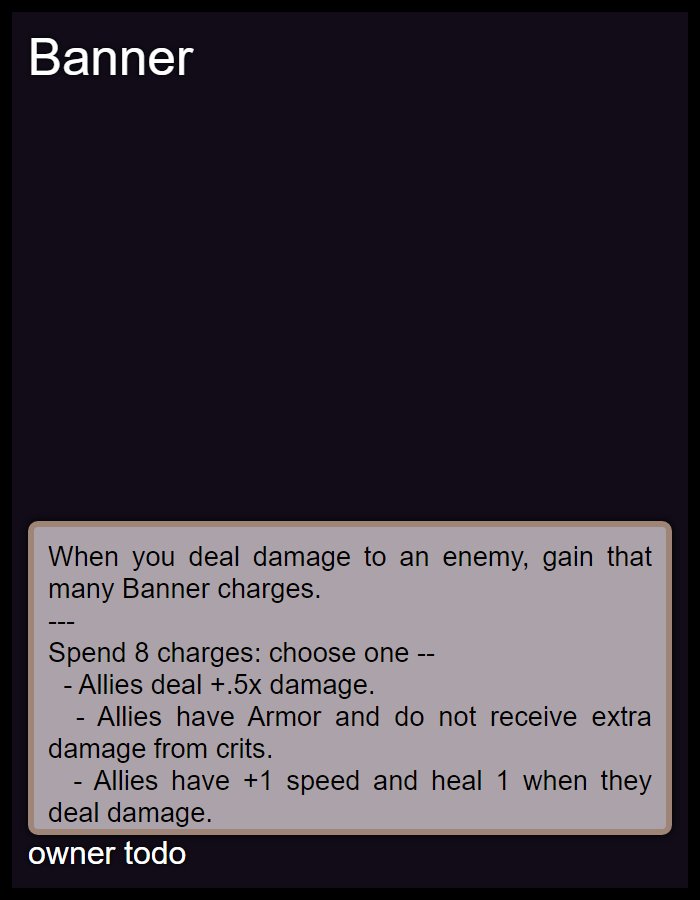 Banner
When you deal damage to an enemy, gain that
many Banner charges.
---
Spend 8 charges: choose one --
- Allies deal +.5x damage.
- Allies have Armor and do not receive extra
damage from crits.
- Allies have +1 speed and heal 1 when they
deal damage.
owner todo